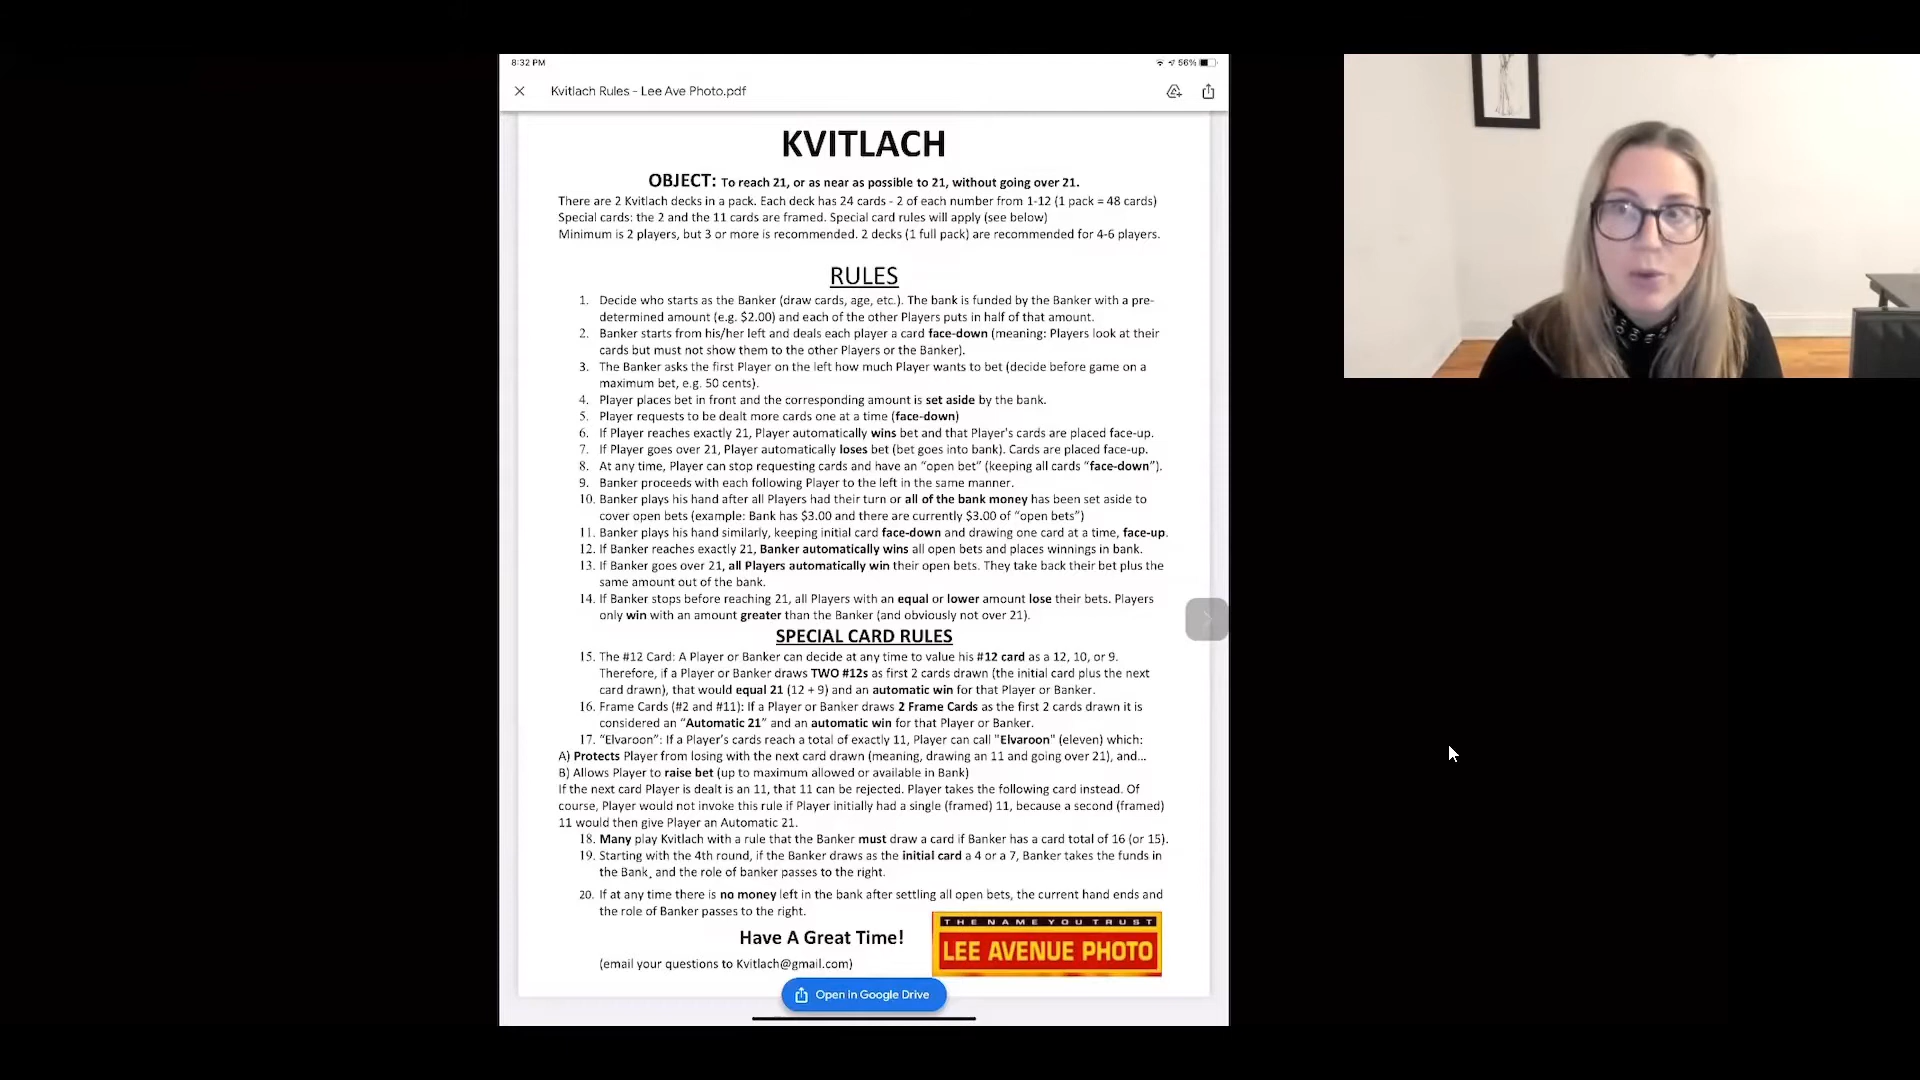 8:32 PM
56%
Kvitlach Rules - Lee Ave Photo.pdf
KVITLACH
OBJECT: To reach 21, or as near as possible to 21, without going over 21.
There are 2 Kvitlach decks in a pack. Each deck has 24 cards - 2 of each number from 1-12 (1 pack = 48 cards)
Special cards: the 2 and the 11 cards are framed. Special card rules will apply (see below)
Minimum is 2 players, but 3 or more is recommended. 2 decks (1 full pack) are recommended for 4-6 players.
RULES
1. Decide who starts as the Banker (draw cards, age, etc.). The bank is funded by the Banker with a pre-
determined amount (e.g. $2.00) and each of the other Players puts in half of that amount.
2. Banker starts from his/her left and deals each player a card face-down (meaning: Players look at their
cards but must not show them to the other Players or the Banker).
3. The Banker asks the first Player on the left how much Player wants to bet (decide before game on a
maximum bet, e.g. 50 cents).
4. Player places bet in front and the corresponding amount is set aside by the bank.
5. Player requests to be dealt more cards one at a time (face-down)
6. If Player reaches exactly 21, Player automatically wins bet and that Player's cards are placed face-up.
7. If Player goes over 21, Player automatically loses bet (bet goes into bank). Cards are placed face-up.
8. At any time, Player can stop requesting cards and have an “open bet” (keeping all cards “face-down”).
9. Banker proceeds with each following Player to the left in the same manner.
10. Banker plays his hand after all Players had their turn or all of the bank money has been set aside to
cover open bets (example: Bank has $3.00 and there are currently $3.00 of “open bets”)
11. Banker plays his hand similarly, keeping initial card face-down and drawing one card at a time, face-up.
12. If Banker reaches exactly 21, Banker automatically wins all open bets and places winnings in bank.
13. If Banker goes over 21, all Players automatically win their open bets. They take back their bet plus the
same amount out of the bank.
14. If Banker stops before reaching 21, all Players with an equal or lower amount lose their bets. Players
only win with an amount greater than the Banker (and obviously not over 21).
SPECIAL CARD RULES
15. The #12 Card: A Player or Banker can decide at any time to value his #12 card as a 12, 10, or 9.
Therefore, if a Player or Banker draws TWO #12s as first 2 cards drawn (the initial card plus the next
card drawn), that would equal 21 (12 + 9) and an automatic win for that Player or Banker.
16. Frame Cards (#2 and #11): If a Player or Banker draws 2 Frame Cards as the first 2 cards drawn it is
considered an “Automatic 21” and an automatic win for that Player or Banker.
17. “Elvaroon”: If a Player’s cards reach a total of exactly 11, Player can call "Elvaroon" (eleven) which:
A) Protects Player from losing with the next card drawn (meaning, drawing an 11 and going over 21), and...
B) Allows Player to raise bet (up to maximum allowed or available in Bank)
If the next card Player is dealt is an 11, that 11 can be rejected. Player takes the following card instead. Of
course, Player would not invoke this rule if Player initially had a single (framed) 11, because a second (framed)
11 would then give Player an Automatic 21.
18. Many play Kvitlach with a rule that the Banker must draw a card if Banker has a card total of 16 (or 15).
19. Starting with the 4th round, if the Banker draws as the initial card a 4 or a 7, Banker takes the funds in
the Bank, and the role of banker passes to the right.
20. If at any time there is no money left in the bank after settling all open bets, the current hand ends and
the role of Banker passes to the right.
THE NAME YOU TRUST
Have A Great Time!
LEE AVENUE PHOTO
(email your questions to Kvitlach@gmail.com)
Open in Google Drive